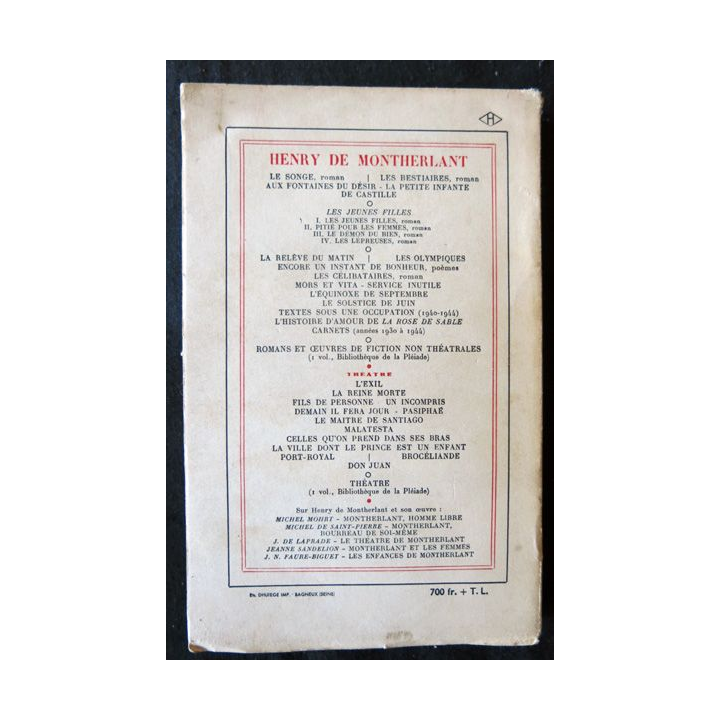 H
HENRY DE MONTHERLANT
LE SONGE, roman | LES BESTIAIRES, roman
AUX FONTAINES DU DÉSIR - LA PETITE INFANTE
DE CASTILLE
LES JEUNES FILLES
I. LES JEUNES FILLES, roman
II. PITIÉ POUR LES FEMMES, roman
III. LE DÉMON DU BIEN, roman
IV. LES LÉPREUSES, roman
LA RELÈVE DU MATIN | LES OLYMPIQUES
ENCORE UN INSTANT DE BONHEUR, poèmes
LES CÉLIBATAIRES, roman
MORS ET VITA - SERVICE INUTILE
L'ÉQUINOXE DE SEPTEMBRE
LE SOLSTICE DE JUIN
TEXTES SOUS UNE OCCUPATION (1940-1944)
L'HISTOIRE D'AMOUR DE LA ROSE DE SABLE
CARNETS (années 1930 à 1944)
ROMANS ET ŒUVRES DE FICTION NON THÉATRALES
(1 vol., Bibliothèque de la Pléiade)
THÉATRE
L'EXIL
LA REINE MORTE
FILS DE PERSONNE - UN INCOMPRIS
DEMAIN IL FERA JOUR - PASIPHAÉ
LE MAITRE DE SANTIAGO
MALATESTA
CELLES QU'ON PREND DANS SES BRAS
LA VILLE DONT LE PRINCE EST UN ENFANT
PORT-ROYAL | BROCÉLIANDE
DON JUAN
THÉATRE
(1 vol., Bibliothèque de la Pléiade)
Sur Henry de Montherlant et son œuvre :
MICHEL MOHRT - MONTHERLANT, HOMME LIBRE
MICHEL DE SAINT-PIERRE - MONTHERLANT,
BOURREAU DE SOI-MÊME
J. DE LAPRADE - LE THÉATRE DE MONTHERLANT
JEANNE SANDELION - MONTHERLANT ET LES FEMMES
J. N. FAURE-BIGUET - LES ENFANCES DE MONTHERLANT
Ets. DHUIEGE IMP. - BAGNEUX (SEINE)
700 fr. + T. L.